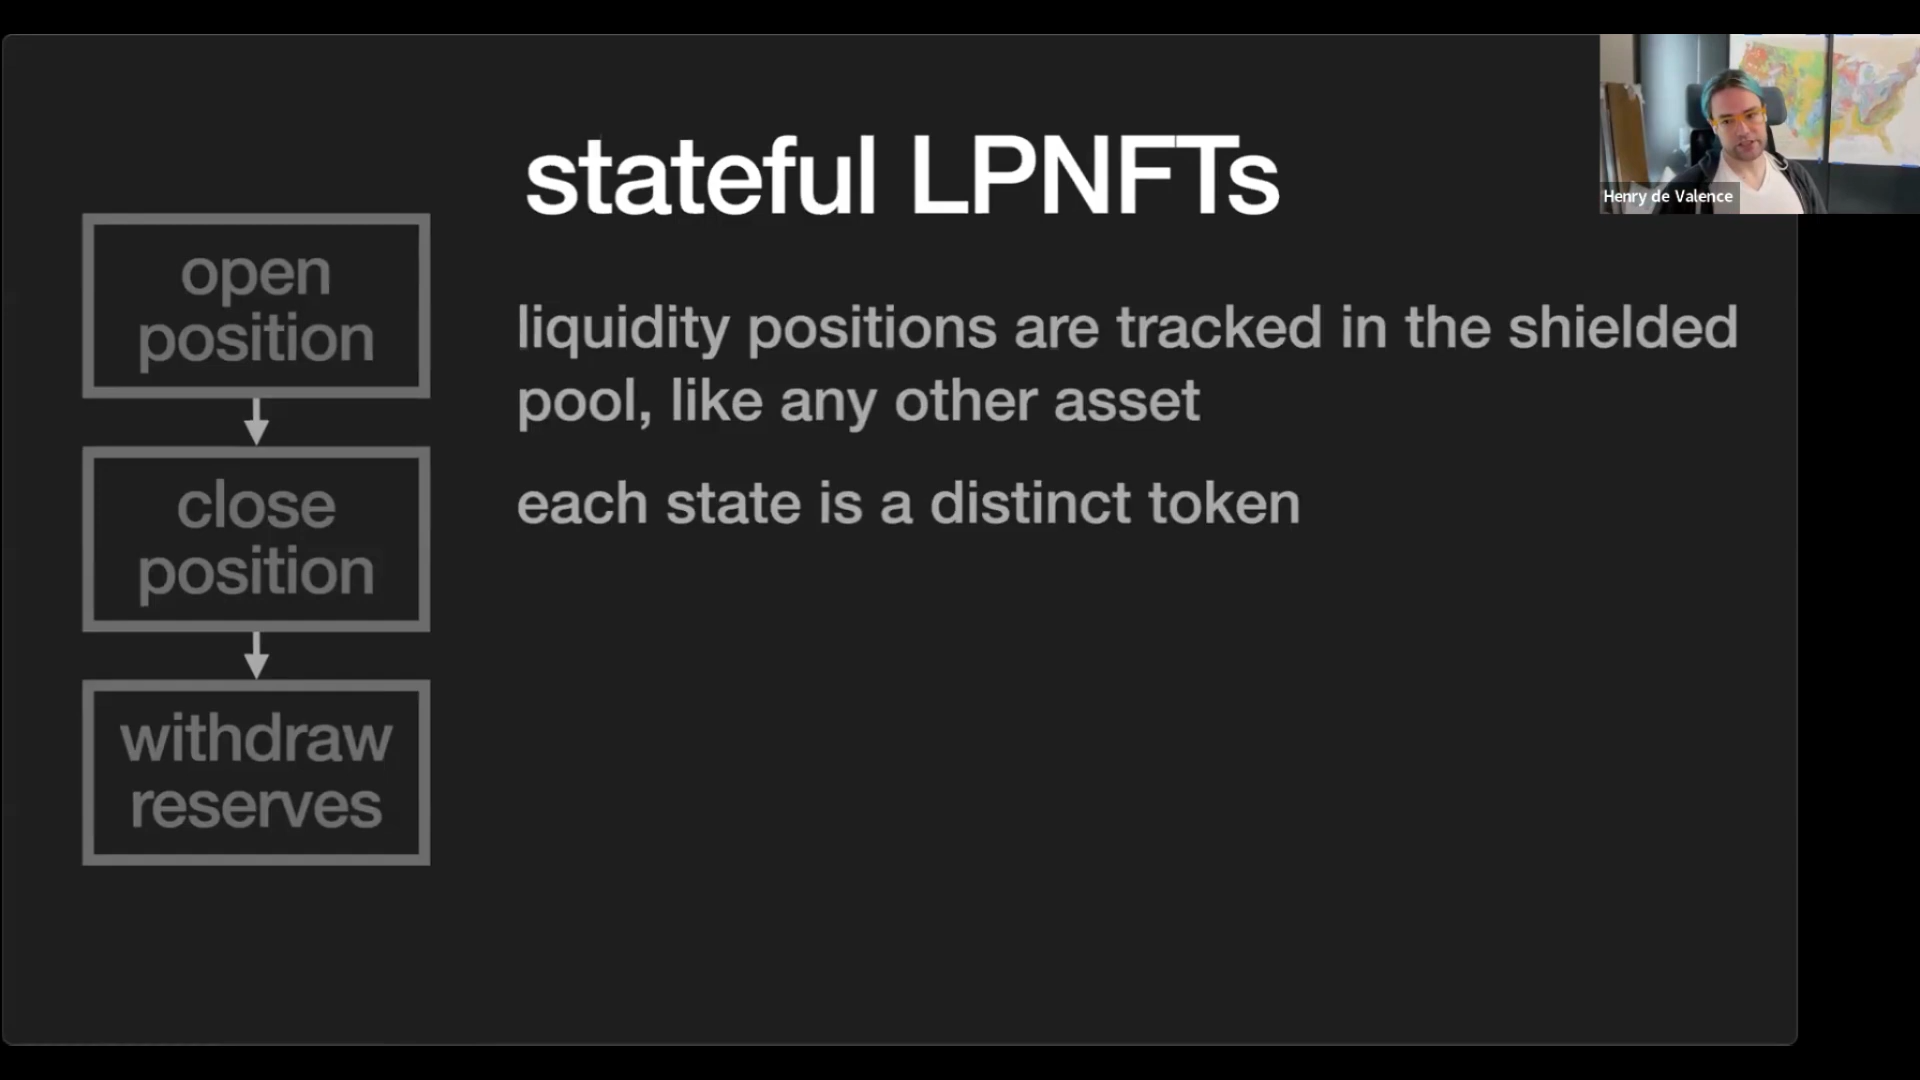 stateful LPNFTs
Henry de Valence
open
position
close
position
withdraw
reserves
liquidity positions are tracked in the shielded
pool, like any other asset
each state is a distinct token